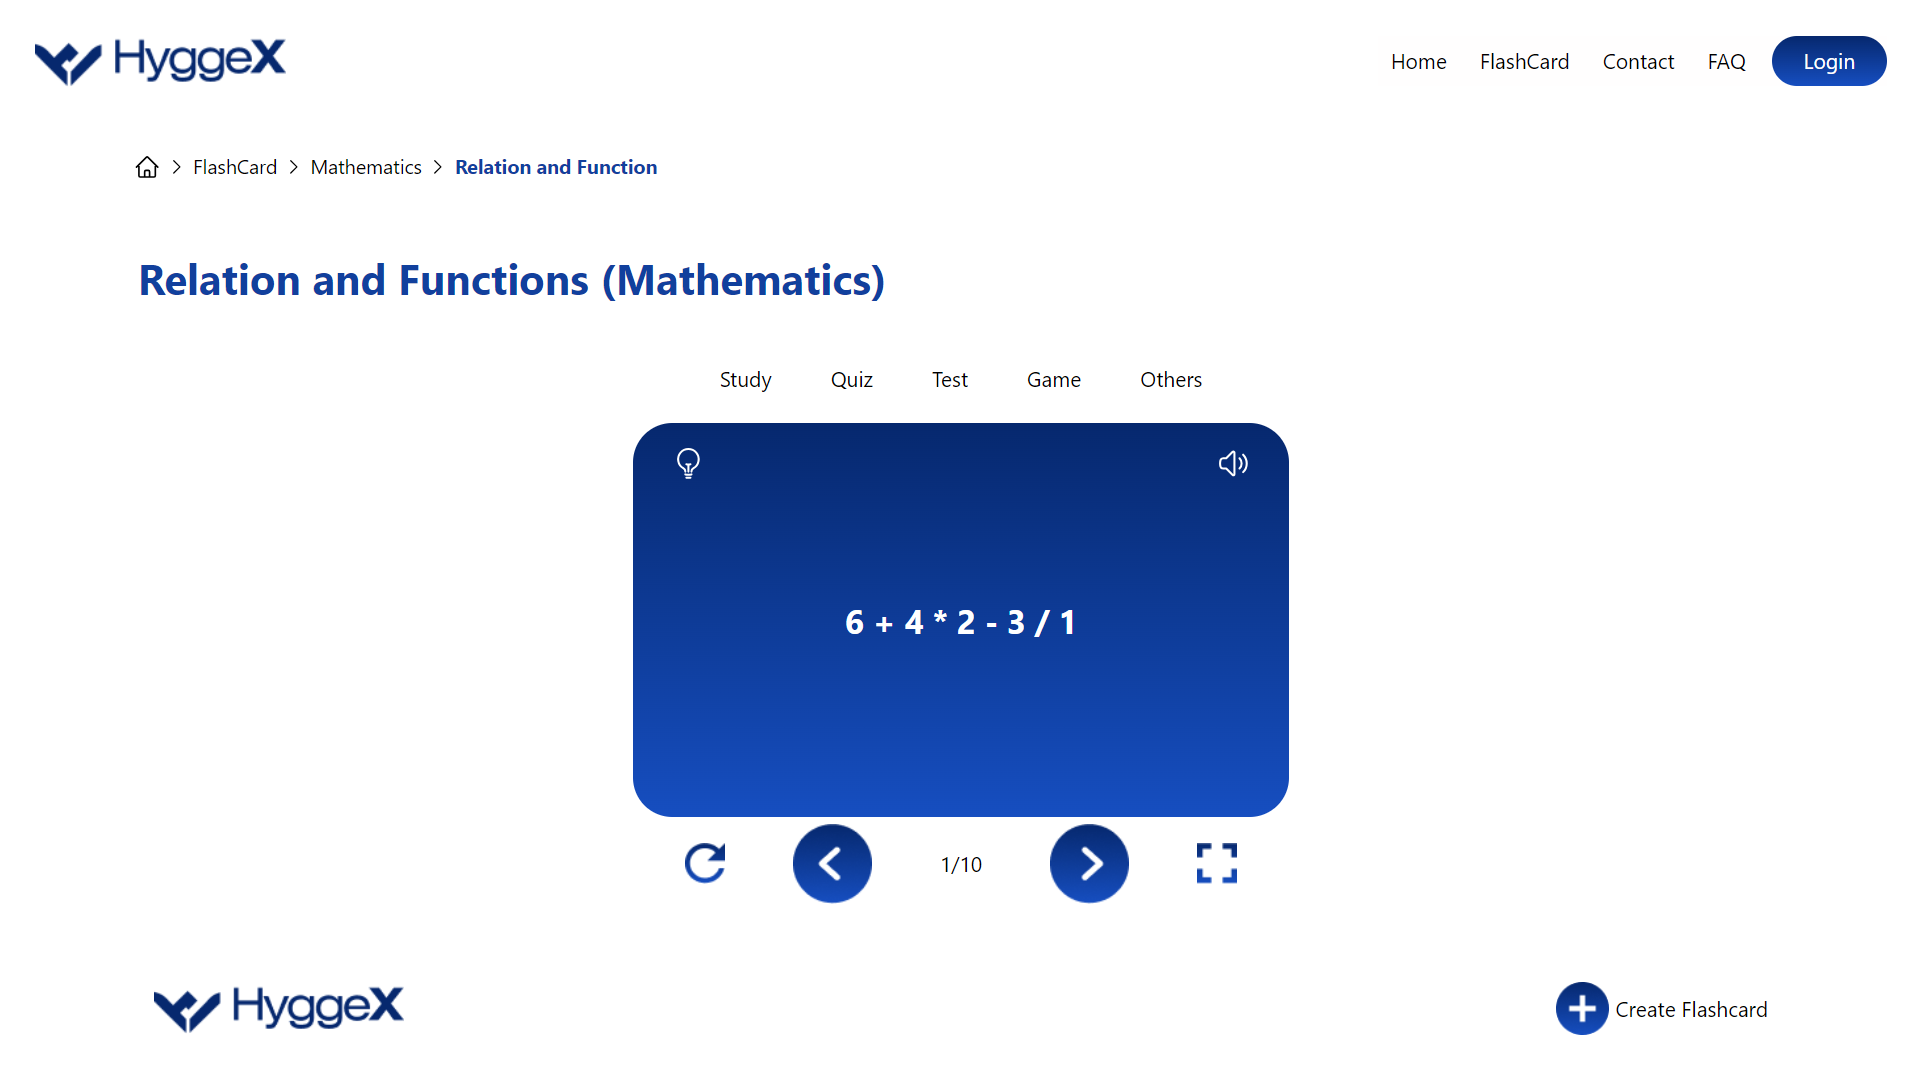 HyggeX
Home FlashCard Contact FAQ Login
FlashCard Mathematics Relation and Function
Relation and Functions (Mathematics)
Study Quiz Test Game Others
6 + 4 * 2 - 3 / 1
1/10
HyggeX
Create Flashcard